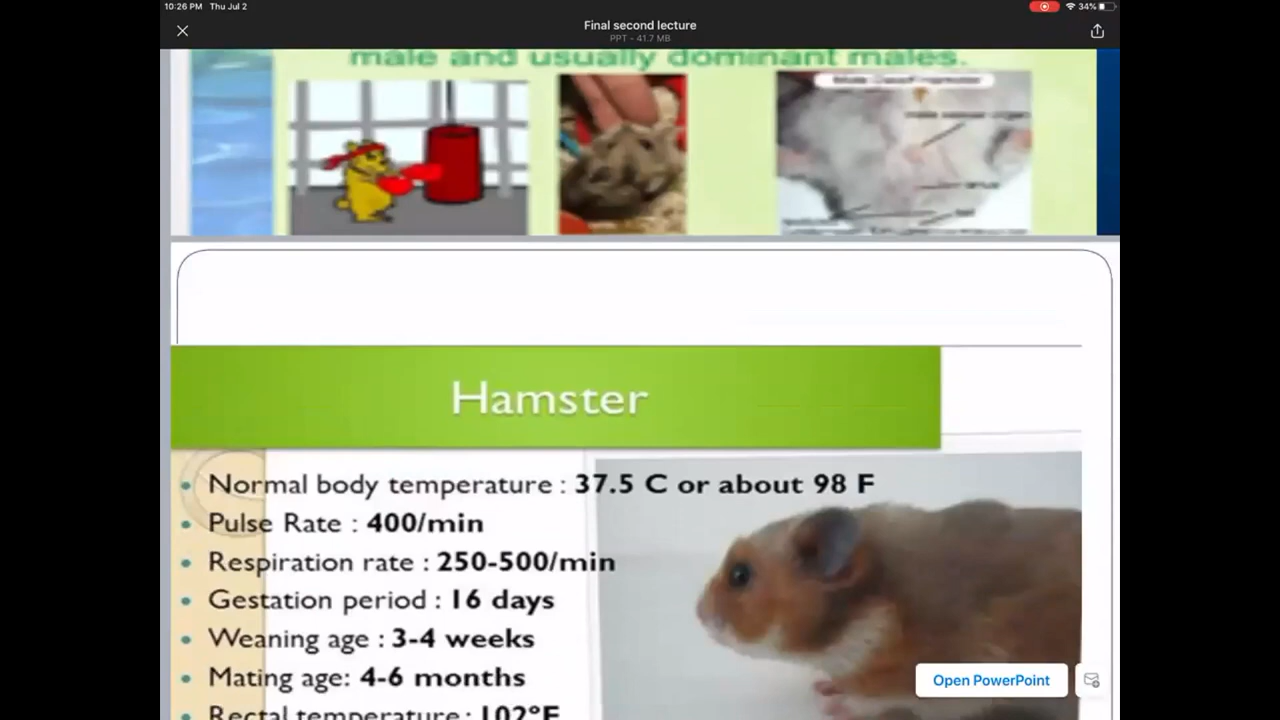 10:26 PM Thu Jul 2
34%
Final second lecture
PPT - 41.7 MB
male and usually dominant males.
Hamster
• Normal body temperature : 37.5 C or about 98 F
• Pulse Rate : 400/min
• Respiration rate : 250-500/min
• Gestation period : 16 days
• Weaning age : 3-4 weeks
• Mating age: 4-6 months
• Rectal temperature : 102°F
Open PowerPoint